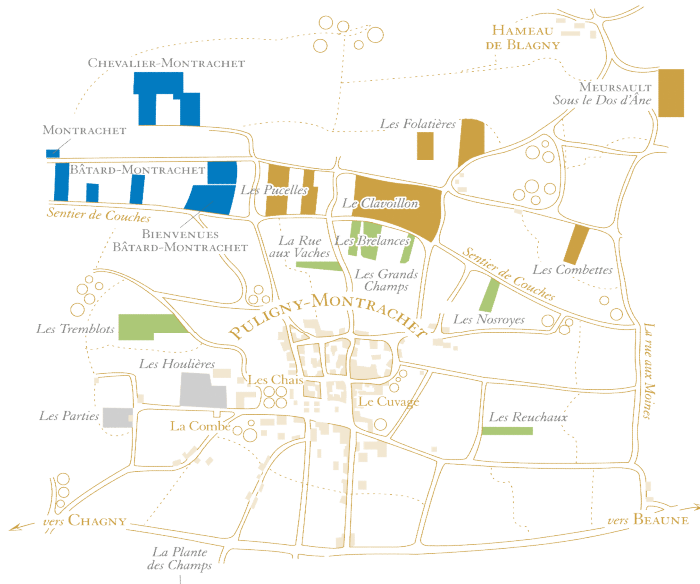 HAMEAU
DE BLAGNY
CHEVALIER-MONTRACHET
MEURSAULT
Sous le Dos d'Âne
Les Folatières
MONTRACHET
BÂTARD-MONTRACHET
Les Pucelles
Le Clavoillon
Sentier de Couches
BIENVENUES
BÂTARD-MONTRACHET
La Rue
aux Vaches
Les Brelances
Les Grands
Champs
Sentier de Couches
Les Combettes
PULIGNY-MONTRACHET
Les Tremblots
Les Nosroyes
La rue aux Moines
Les Houlières
Les Chais
Le Cuvage
Les Parties
La Combe
Les Reuchaux
vers CHAGNY
vers BEAUNE
La Plante
des Champs